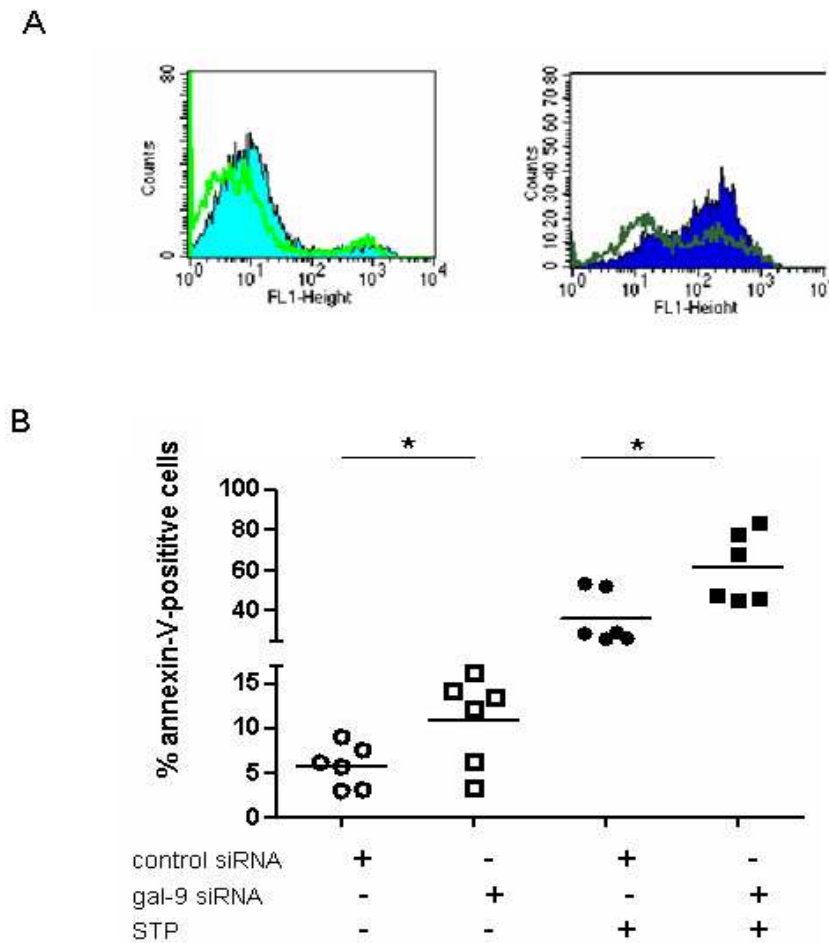 A
80
Counts
0
10^0 10^1 10^2 10^3 10^4
FL1-Height
80
70
60
50
40
30
20
10
0
Counts
10^0 10^1 10^2 10^3
FL1-Height
B
* *
% annexin-V-posititve cells
100
80
60
40
15
10
5
0
control siRNA + - + -
gal-9 siRNA - + - +
STP - - + +